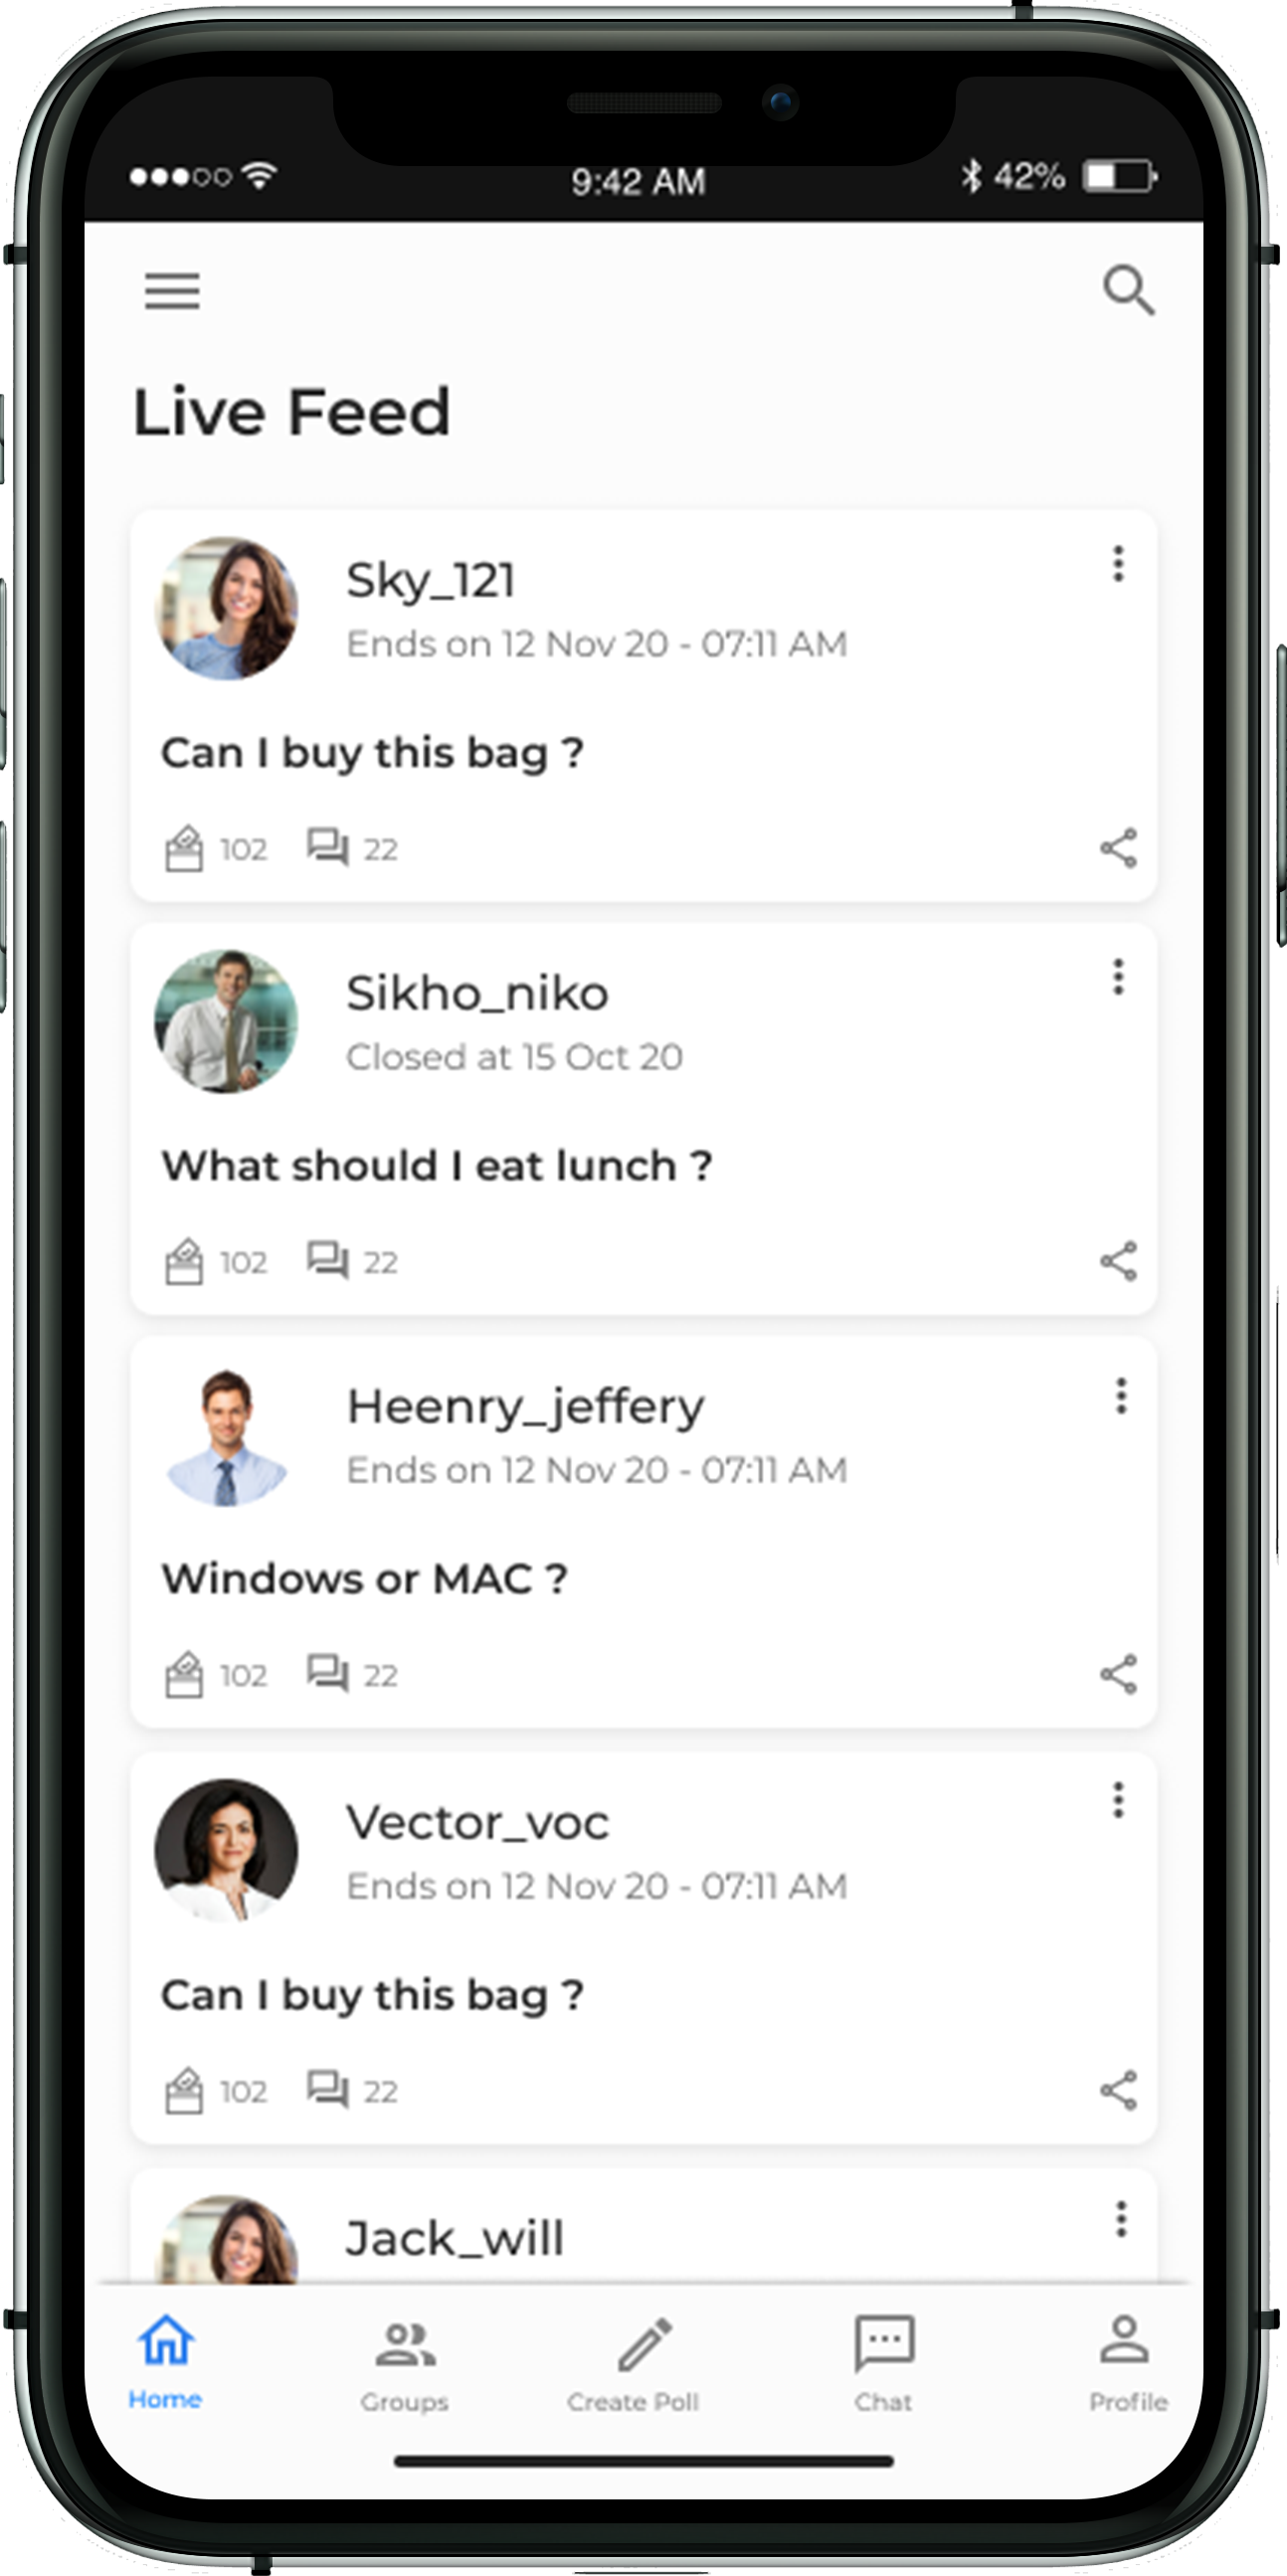 9:42 AM
42%
Live Feed
Sky_121
Ends on 12 Nov 20 - 07:11 AM
Can I buy this bag ?
102 22
Sikho_niko
Closed at 15 Oct 20
What should I eat lunch ?
102 22
Heenry_jeffery
Ends on 12 Nov 20 - 07:11 AM
Windows or MAC ?
102 22
Vector_voc
Ends on 12 Nov 20 - 07:11 AM
Can I buy this bag ?
102 22
Jack_will
Home Groups Create Poll Chat Profile